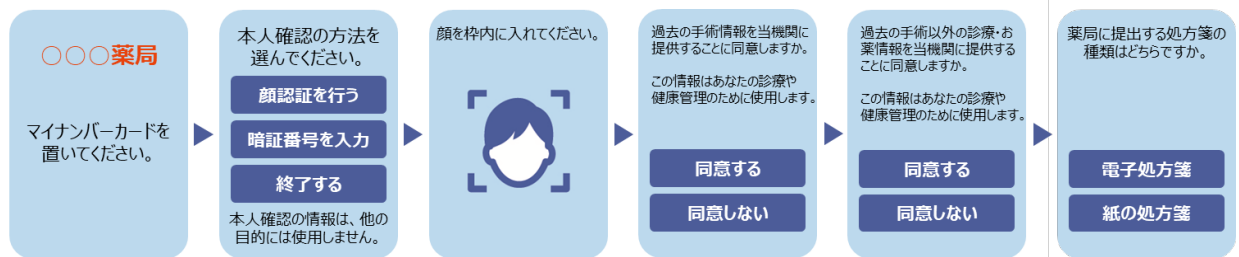 ○○○薬局
マイナンバーカードを
置いてください。
本人確認の方法を
選んでください。
顔認証を行う
暗証番号を入力
終了する
本人確認の情報は、他の
目的には使用しません。
顔を枠内に入れてください。
過去の手術情報を当機関に
提供することに同意しますか。
この情報はあなたの診療や
健康管理のために使用します。
同意する
同意しない
過去の手術以外の診療・お
薬情報を当機関に提供する
ことに同意しますか。
この情報はあなたの診療や
健康管理のために使用します。
同意する
同意しない
薬局に提出する処方箋の
種類はどちらですか。
電子処方箋
紙の処方箋